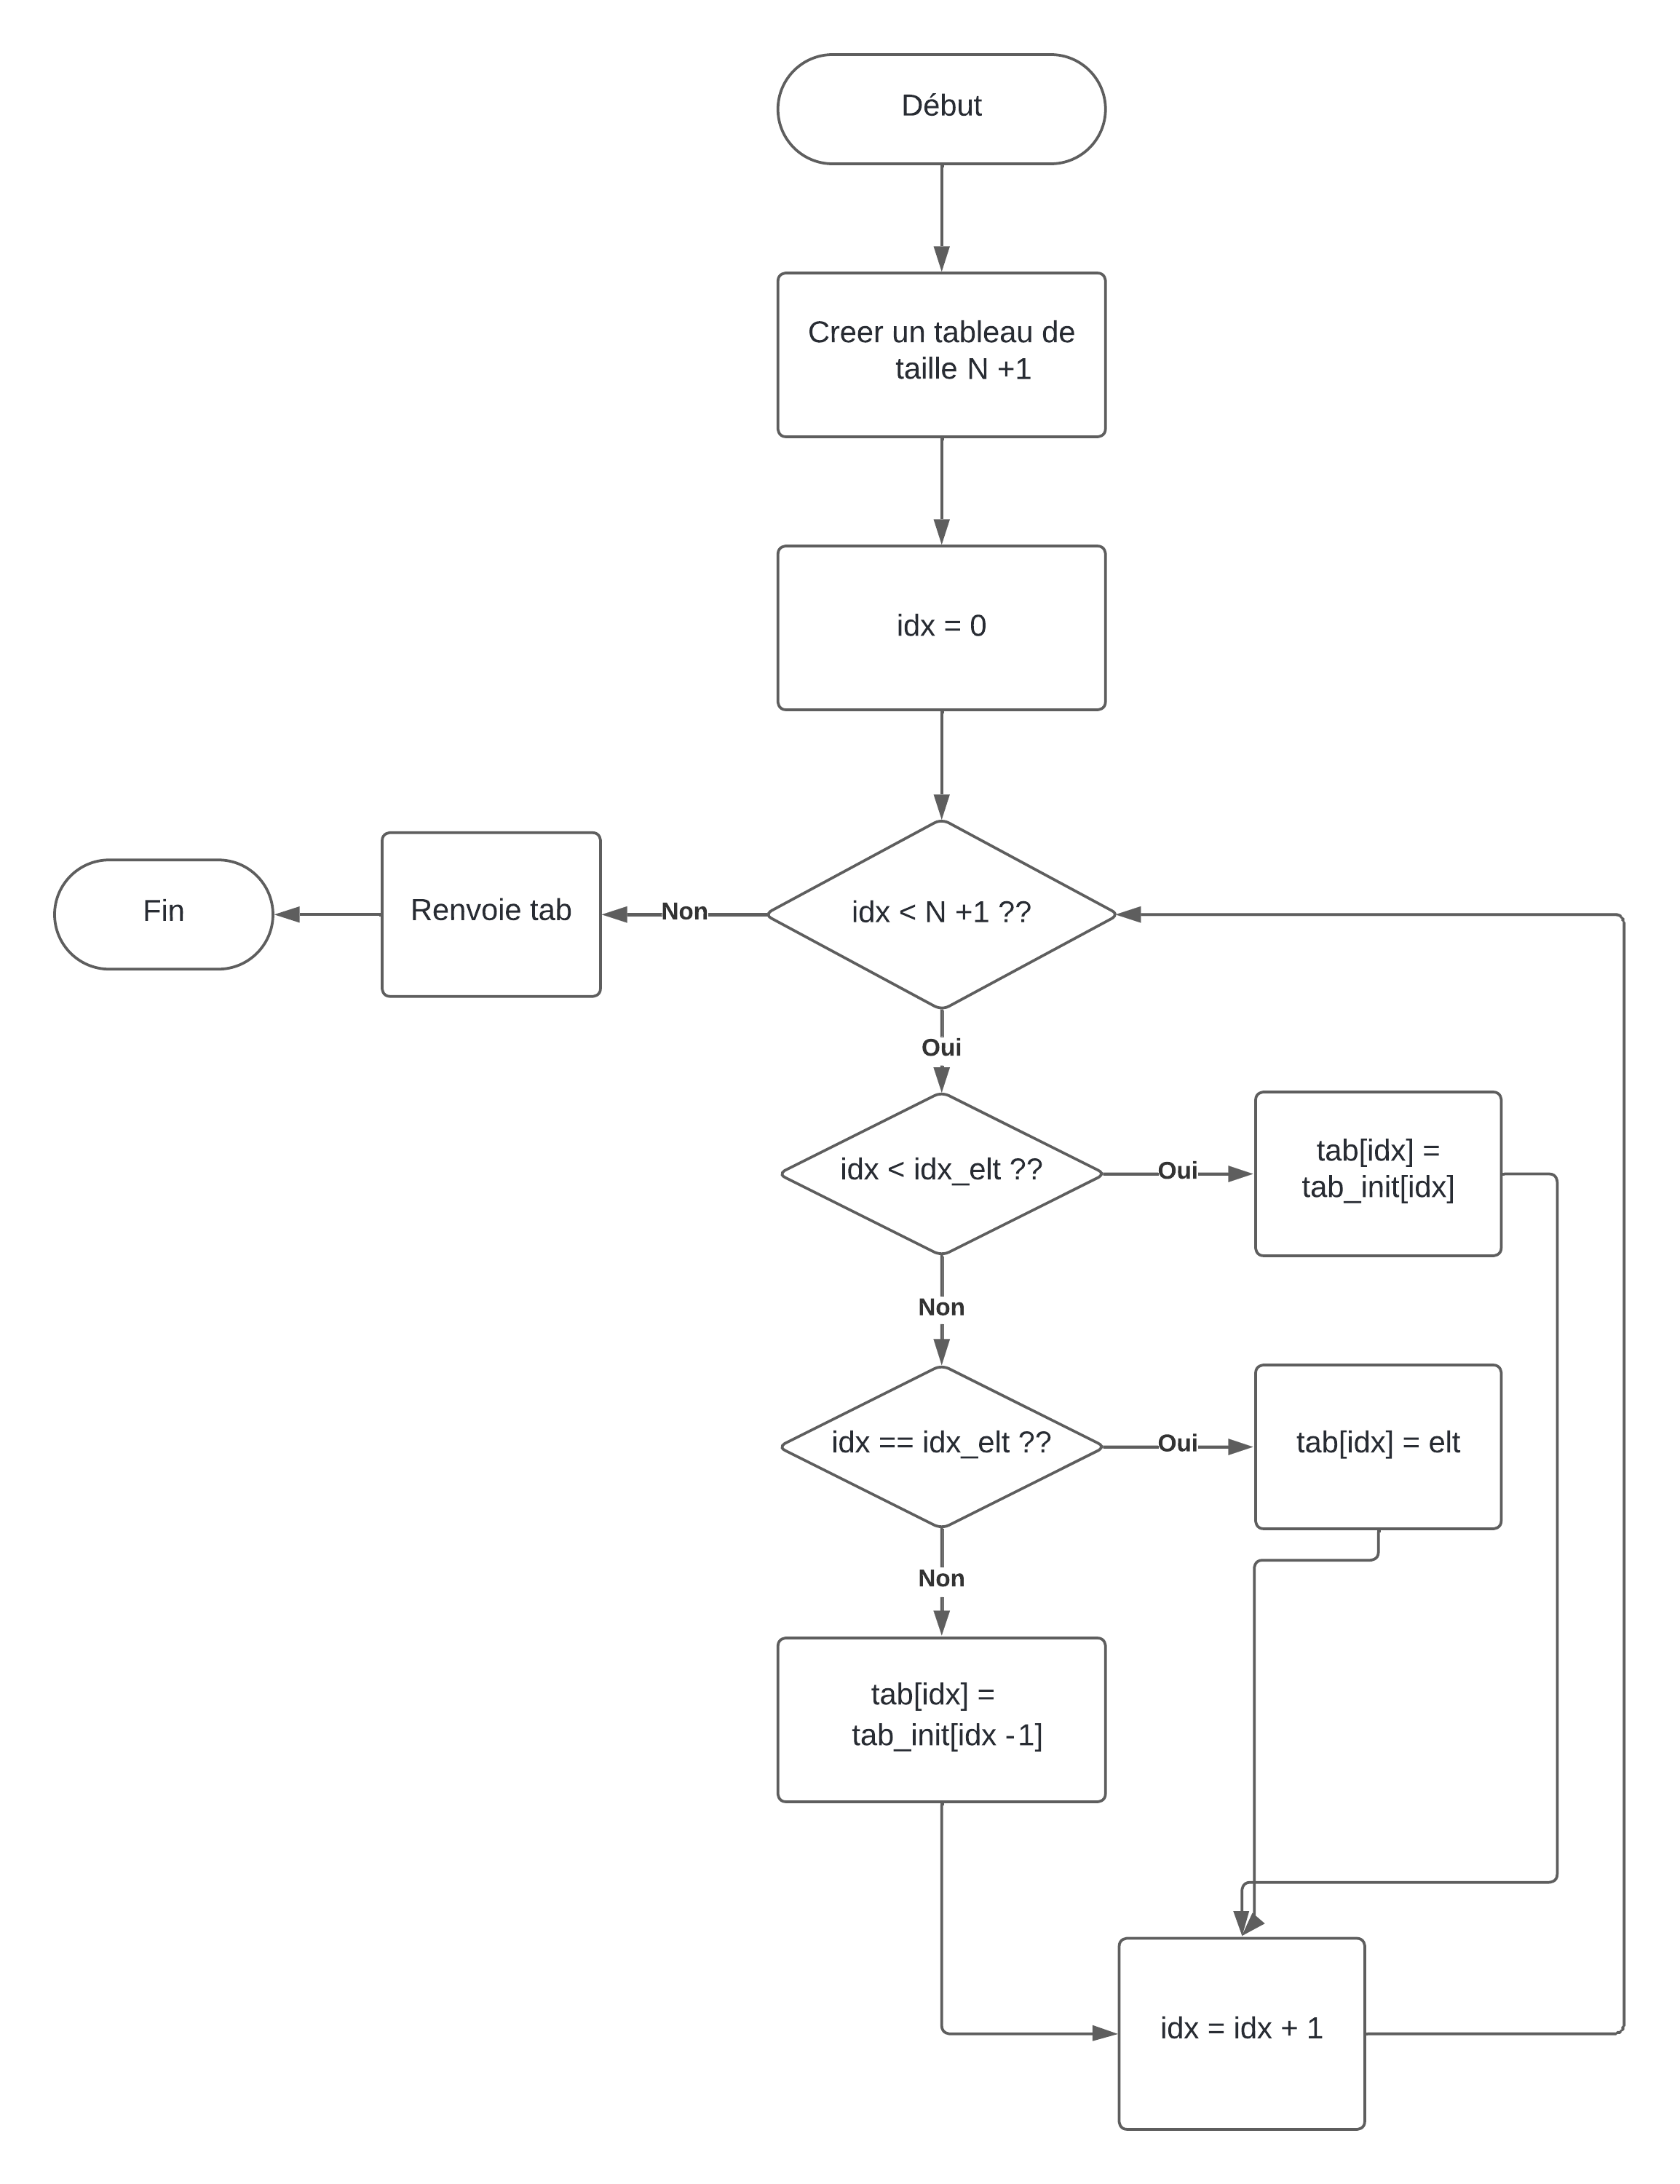 Début
Creer un tableau de
taille N +1
idx = 0
Fin
Renvoie tab
Non
idx < N +1 ??
Oui
idx < idx_elt ??
Oui
tab[idx] =
tab_init[idx]
Non
idx == idx_elt ??
Oui
tab[idx] = elt
Non
tab[idx] =
tab_init[idx -1]
idx = idx + 1